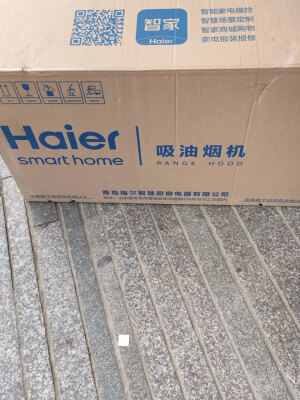 智家
Haier
智能家电操控
智慧场景定制
智家商城购物
家电报装报修
Haier
smart home
吸油烟机
RANGE HOOD
青岛海尔智慧厨房电器有限公司